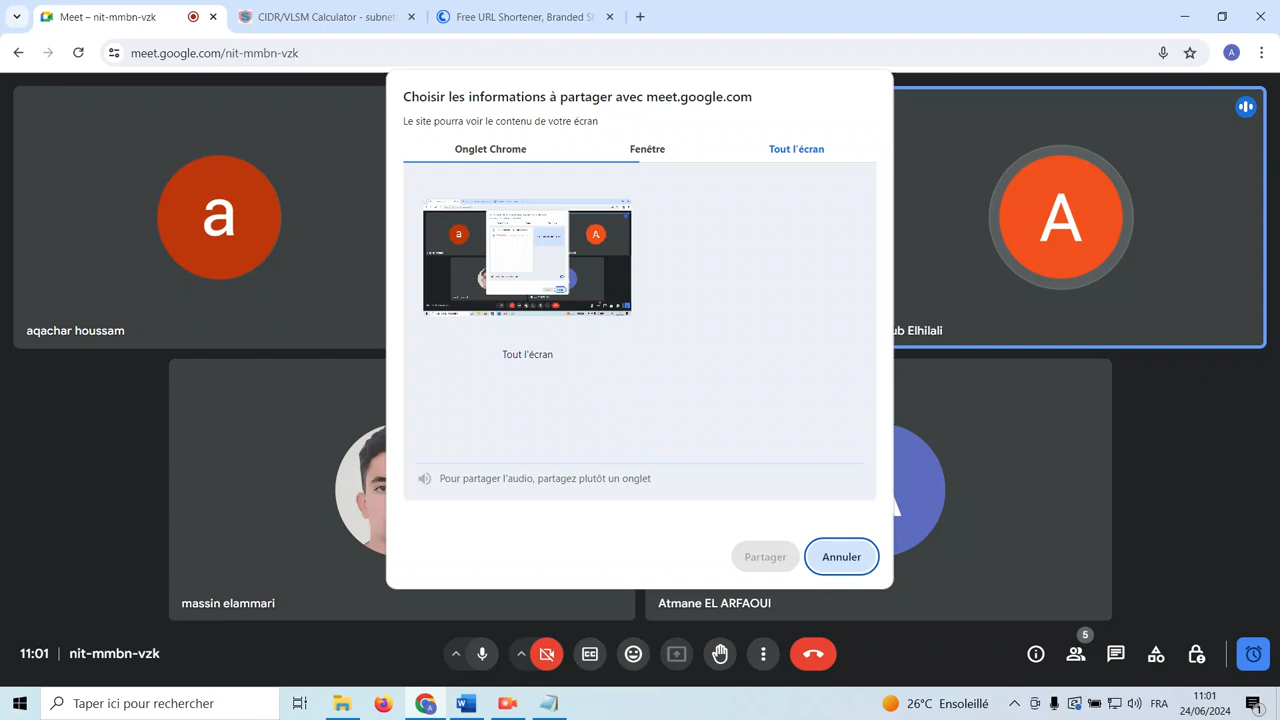 Meet – nit-mmbn-vzk
CIDR/VLSM Calculator - subnet
Free URL Shortener, Branded S
meet.google.com/nit-mmbn-vzk
A
Choisir les informations à partager avec meet.google.com
Le site pourra voir le contenu de votre écran
Onglet Chrome
Fenêtre
Tout l'écran
a
A
a
A
Tout l'écran
aqachar houssam
ub Elhilali
Pour partager l'audio, partagez plutôt un onglet
Partager
Annuler
massin elammari
Atmane EL ARFAOUI
11:01 | nit-mmbn-vzk
5
Taper ici pour rechercher
W
26°C Ensoleillé
FRA
11:01
24/06/2024
1